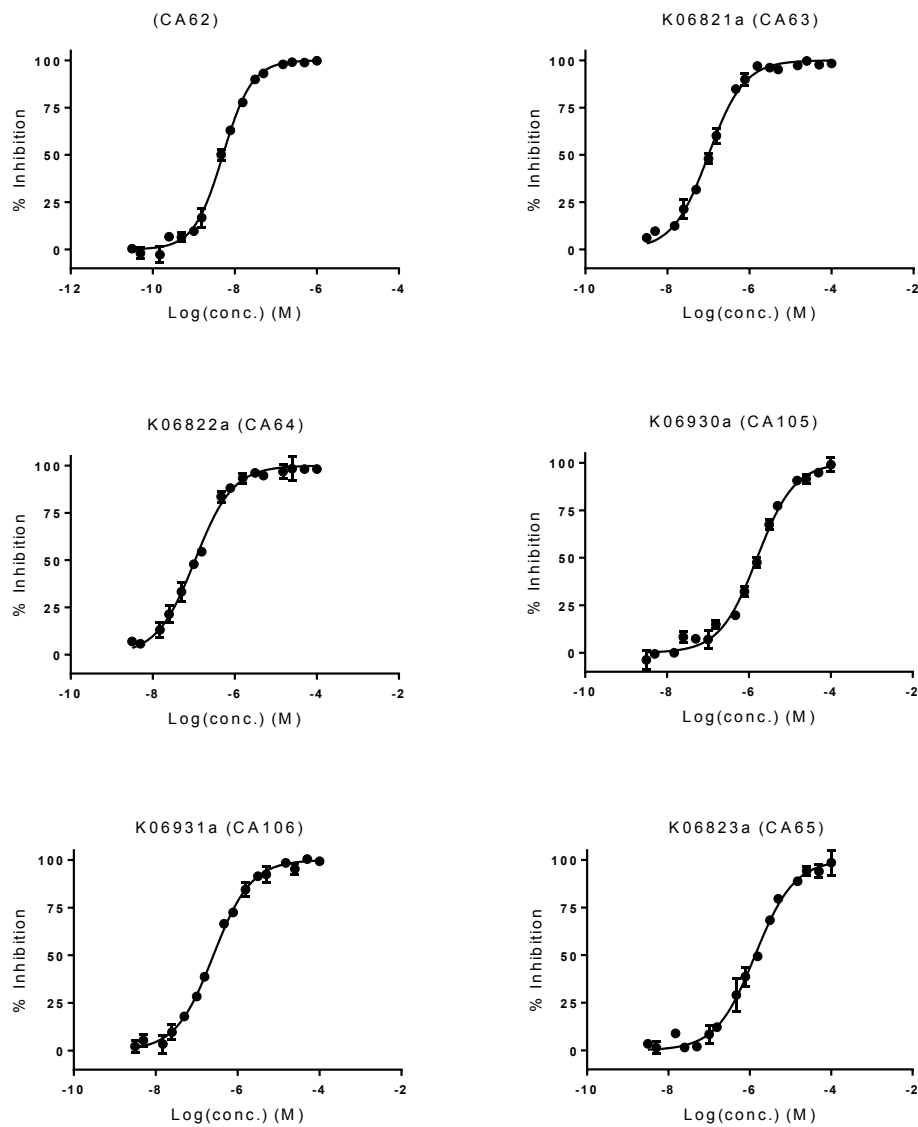 (CA62)
100
75
50
25
0
% Inhibition
-12 -10 -8 -6 -4
Log(conc.) (M)
K06821a (CA63)
100
75
50
25
0
% Inhibition
-10 -8 -6 -4 -2
Log(conc.) (M)
K06822a (CA64)
100
75
50
25
0
% Inhibition
-10 -8 -6 -4 -2
Log(conc.) (M)
K06930a (CA105)
100
75
50
25
0
% Inhibition
-10 -8 -6 -4 -2
Log(conc.) (M)
K06931a (CA106)
100
75
50
25
0
% Inhibition
-10 -8 -6 -4 -2
Log(conc.) (M)
K06823a (CA65)
100
75
50
25
0
% Inhibition
-10 -8 -6 -4 -2
Log(conc.) (M)